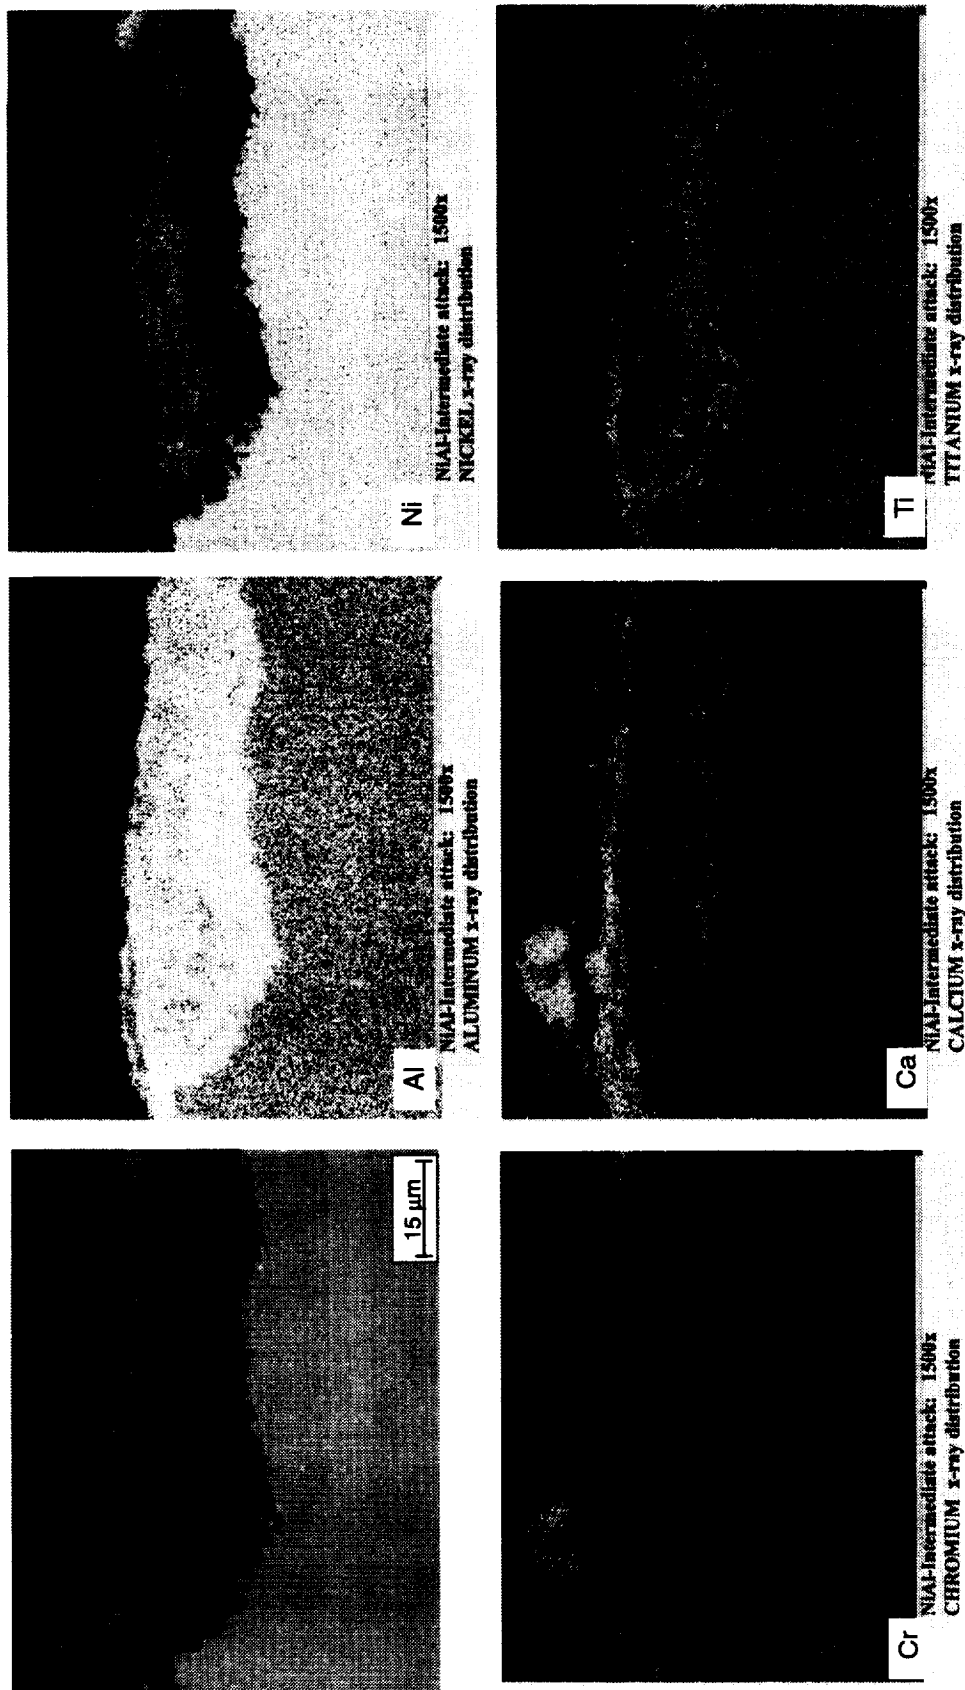 15 µm
Al
NiAl-Intermediate attack: 1500x
ALUMINUM x-ray distribution
Ni
NiAl-Intermediate attack: 1500x
NICKEL x-ray distribution
Cr
NiAl-Intermediate attack: 1500x
CHROMIUM x-ray distribution
Ca
NiAl-Intermediate attack: 1500x
CALCIUM x-ray distribution
Ti
NiAl-Intermediate attack: 1500x
TITANIUM x-ray distribution